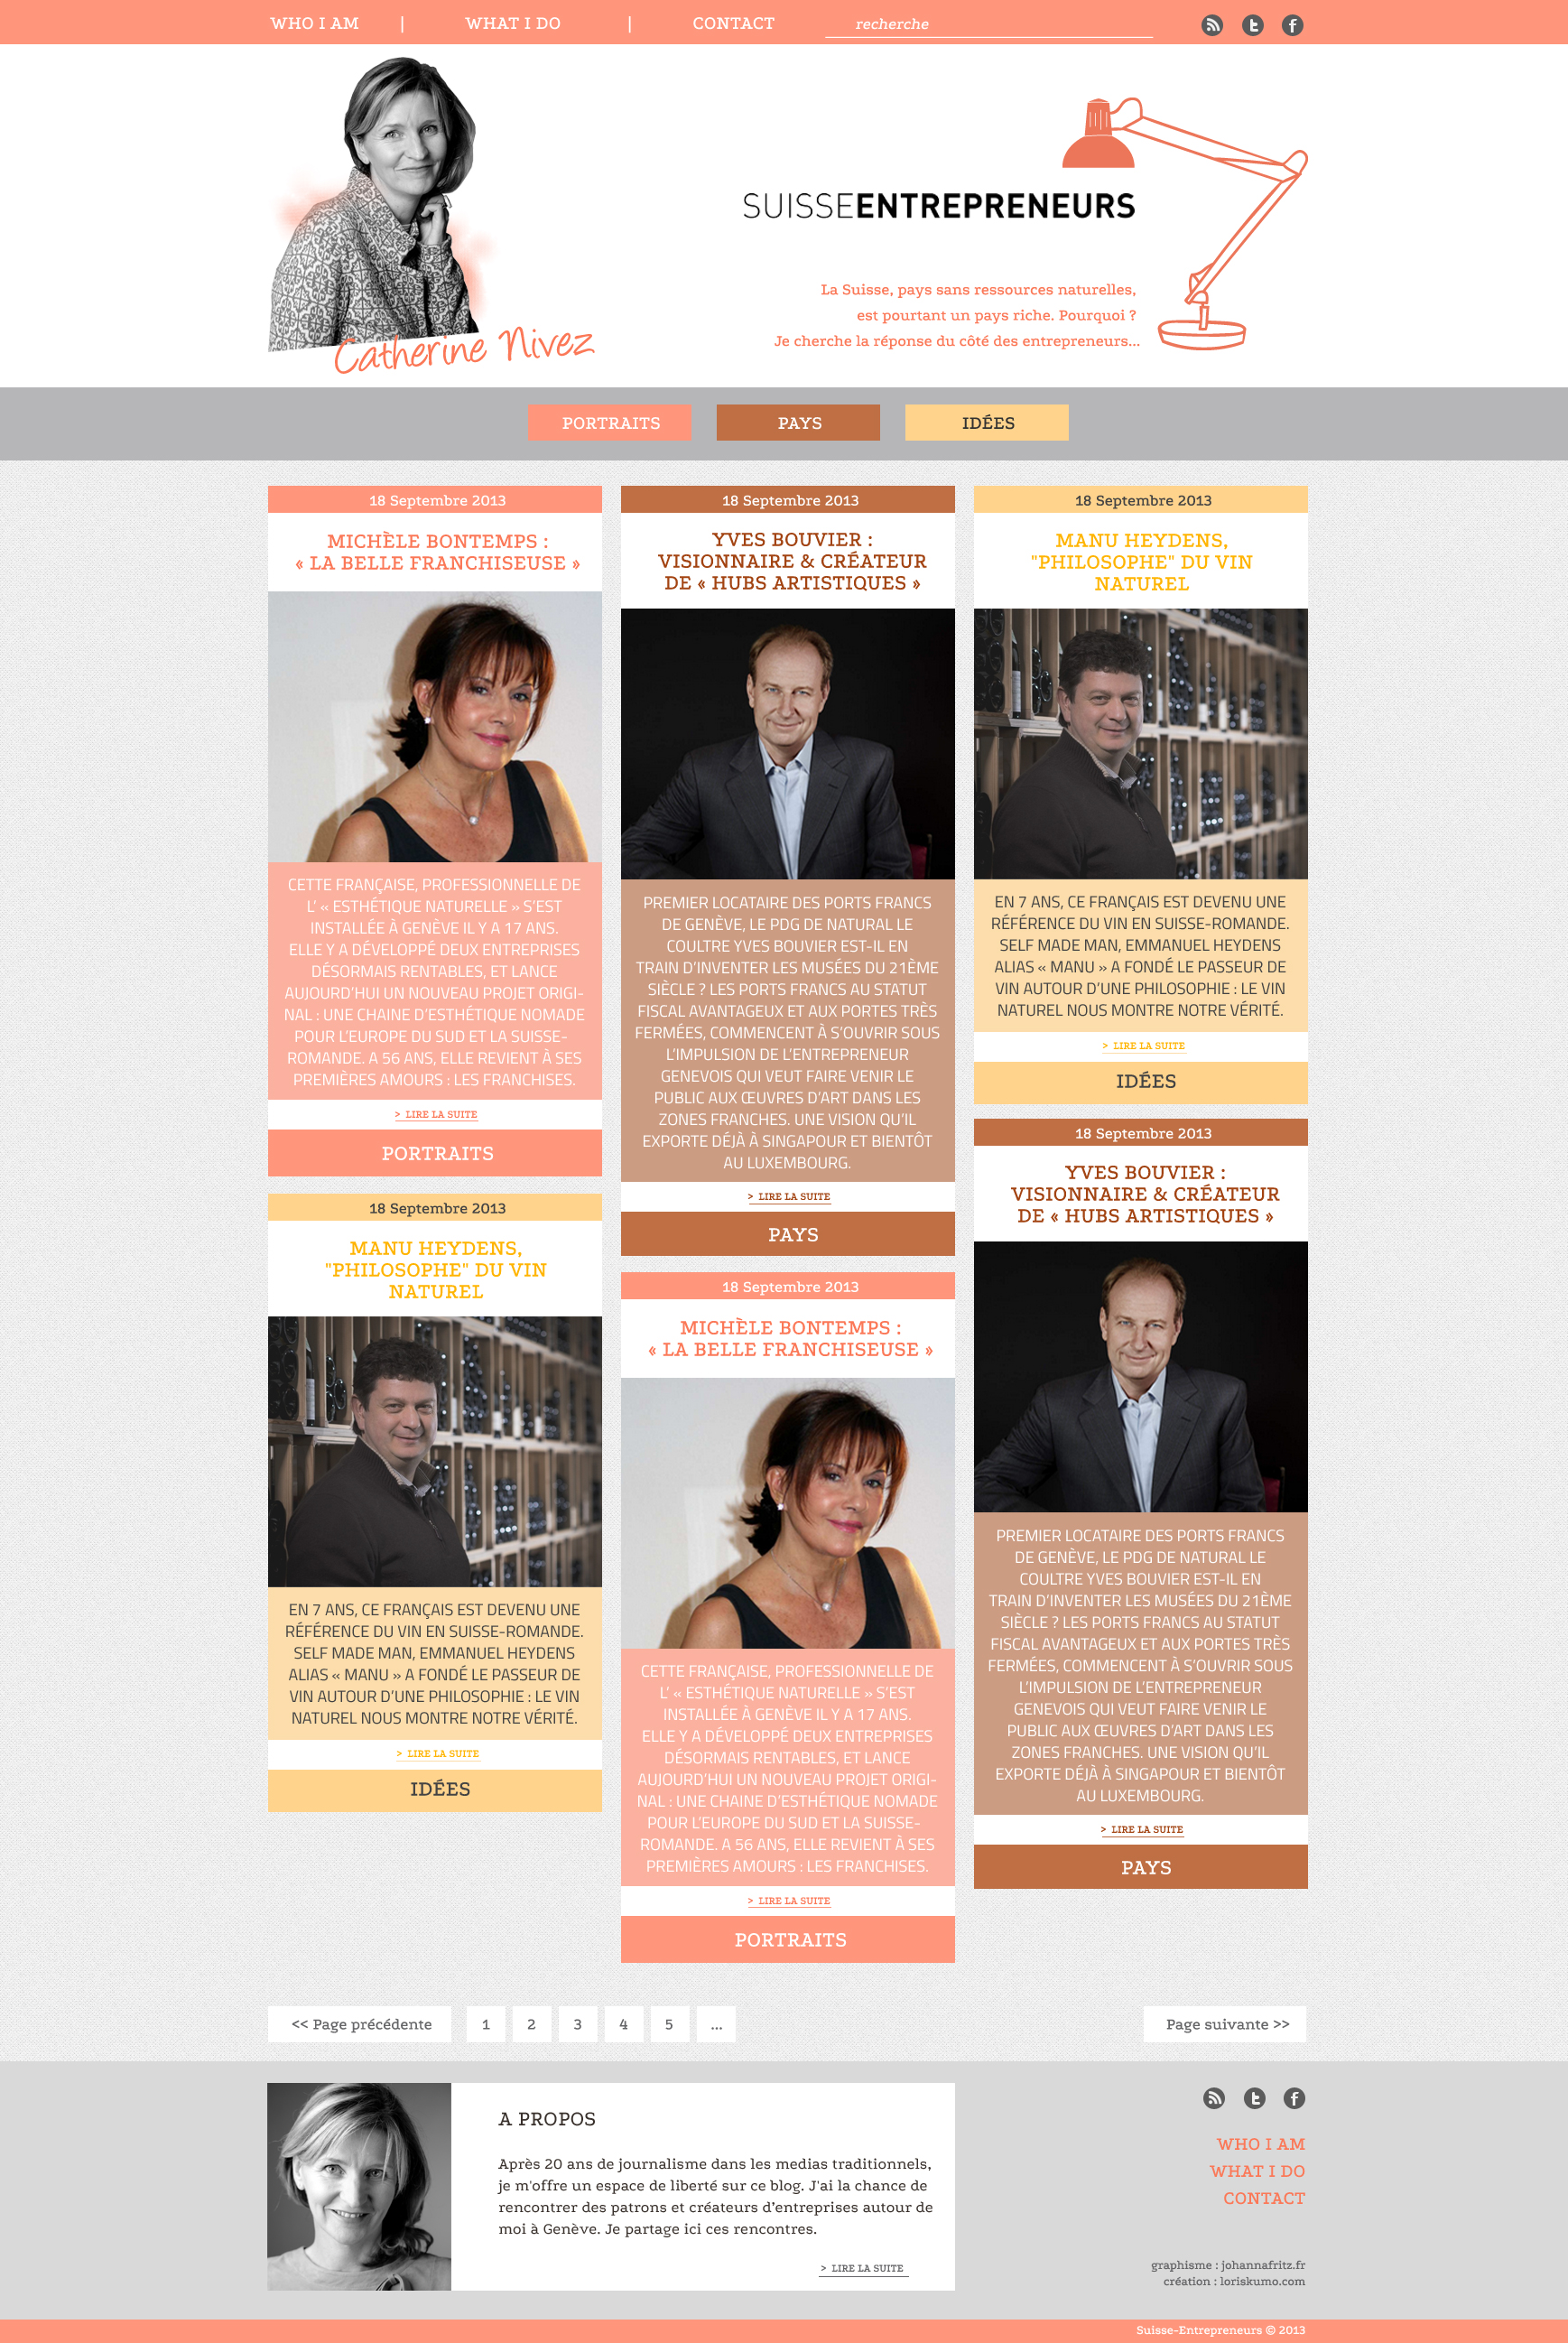 WHO I AM | WHAT I DO | CONTACT recherche
SUISSEENTREPRENEURS
La Suisse, pays sans ressources naturelles,
est pourtant un pays riche. Pourquoi ?
Je cherche la réponse du côté des entrepreneurs...
Catherine Nivez
PORTRAITS PAYS IDÉES
18 Septembre 2013
MICHÈLE BONTEMPS :
« LA BELLE FRANCHISEUSE »
CETTE FRANÇAISE, PROFESSIONNELLE DE
L' « ESTHÉTIQUE NATURELLE » S'EST
INSTALLÉE À GENÈVE IL Y A 17 ANS.
ELLE Y A DÉVELOPPÉ DEUX ENTREPRISES
DÉSORMAIS RENTABLES, ET LANCE
AUJOURD'HUI UN NOUVEAU PROJET ORIGI-
NAL : UNE CHAINE D'ESTHÉTIQUE NOMADE
POUR L'EUROPE DU SUD ET LA SUISSE-
ROMANDE. A 56 ANS, ELLE REVIENT À SES
PREMIÈRES AMOURS : LES FRANCHISES.
> LIRE LA SUITE
PORTRAITS
18 Septembre 2013
MANU HEYDENS,
"PHILOSOPHE" DU VIN
NATUREL
EN 7 ANS, CE FRANÇAIS EST DEVENU UNE
RÉFÉRENCE DU VIN EN SUISSE-ROMANDE.
SELF MADE MAN, EMMANUEL HEYDENS
ALIAS « MANU » A FONDÉ LE PASSEUR DE
VIN AUTOUR D'UNE PHILOSOPHIE : LE VIN
NATUREL NOUS MONTRE NOTRE VÉRITÉ.
> LIRE LA SUITE
IDÉES
18 Septembre 2013
YVES BOUVIER :
VISIONNAIRE & CRÉATEUR
DE « HUBS ARTISTIQUES »
PREMIER LOCATAIRE DES PORTS FRANCS
DE GENÈVE, LE PDG DE NATURAL LE
COULTRE YVES BOUVIER EST-IL EN
TRAIN D'INVENTER LES MUSÉES DU 21ÈME
SIÈCLE ? LES PORTS FRANCS AU STATUT
FISCAL AVANTAGEUX ET AUX PORTES TRÈS
FERMÉES, COMMENCENT À S'OUVRIR SOUS
L'IMPULSION DE L'ENTREPRENEUR
GENEVOIS QUI VEUT FAIRE VENIR LE
PUBLIC AUX ŒUVRES D'ART DANS LES
ZONES FRANCHES. UNE VISION QU'IL
EXPORTE DÉJÀ À SINGAPOUR ET BIENTÔT
AU LUXEMBOURG.
> LIRE LA SUITE
PAYS
18 Septembre 2013
MICHÈLE BONTEMPS :
« LA BELLE FRANCHISEUSE »
CETTE FRANÇAISE, PROFESSIONNELLE DE
L' « ESTHÉTIQUE NATURELLE » S'EST
INSTALLÉE À GENÈVE IL Y A 17 ANS.
ELLE Y A DÉVELOPPÉ DEUX ENTREPRISES
DÉSORMAIS RENTABLES, ET LANCE
AUJOURD'HUI UN NOUVEAU PROJET ORIGI-
NAL : UNE CHAINE D'ESTHÉTIQUE NOMADE
POUR L'EUROPE DU SUD ET LA SUISSE-
ROMANDE. A 56 ANS, ELLE REVIENT À SES
PREMIÈRES AMOURS : LES FRANCHISES.
> LIRE LA SUITE
PORTRAITS
18 Septembre 2013
MANU HEYDENS,
"PHILOSOPHE" DU VIN
NATUREL
EN 7 ANS, CE FRANÇAIS EST DEVENU UNE
RÉFÉRENCE DU VIN EN SUISSE-ROMANDE.
SELF MADE MAN, EMMANUEL HEYDENS
ALIAS « MANU » A FONDÉ LE PASSEUR DE
VIN AUTOUR D'UNE PHILOSOPHIE : LE VIN
NATUREL NOUS MONTRE NOTRE VÉRITÉ.
> LIRE LA SUITE
IDÉES
18 Septembre 2013
YVES BOUVIER :
VISIONNAIRE & CRÉATEUR
DE « HUBS ARTISTIQUES »
PREMIER LOCATAIRE DES PORTS FRANCS
DE GENÈVE, LE PDG DE NATURAL LE
COULTRE YVES BOUVIER EST-IL EN
TRAIN D'INVENTER LES MUSÉES DU 21ÈME
SIÈCLE ? LES PORTS FRANCS AU STATUT
FISCAL AVANTAGEUX ET AUX PORTES TRÈS
FERMÉES, COMMENCENT À S'OUVRIR SOUS
L'IMPULSION DE L'ENTREPRENEUR
GENEVOIS QUI VEUT FAIRE VENIR LE
PUBLIC AUX ŒUVRES D'ART DANS LES
ZONES FRANCHES. UNE VISION QU'IL
EXPORTE DÉJÀ À SINGAPOUR ET BIENTÔT
AU LUXEMBOURG.
> LIRE LA SUITE
PAYS
<< Page précédente 1 2 3 4 5 ... Page suivante >>
A PROPOS
Après 20 ans de journalisme dans les medias traditionnels,
je m'offre un espace de liberté sur ce blog. J'ai la chance de
rencontrer des patrons et créateurs d'entreprises autour de
moi à Genève. Je partage ici ces rencontres.
> LIRE LA SUITE
WHO I AM
WHAT I DO
CONTACT
graphisme : johannafritz.fr
création : loriskumo.com
Suisse-Entrepreneurs © 2013